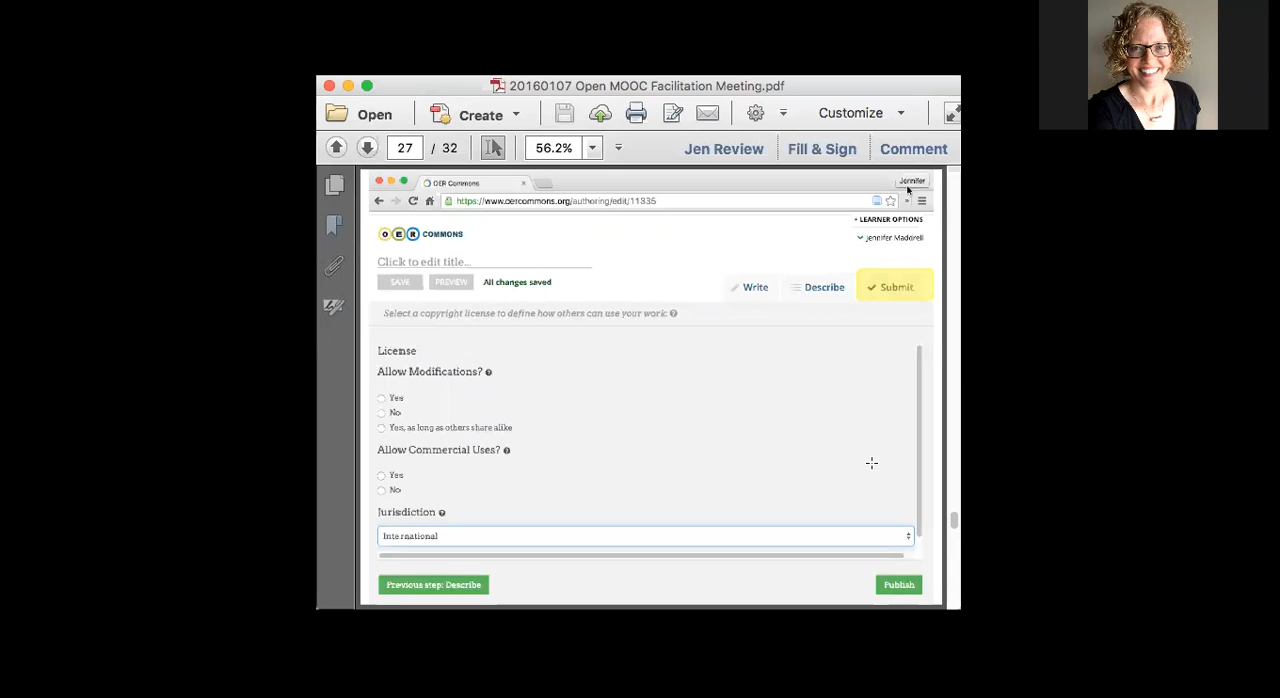 20160107 Open MOOC Facilitation Meeting.pdf
Open Create Customize
27 / 32 56.2% Jen Review Fill & Sign Comment
OER Commons Jennifer
https://www.oercommons.org/authoring/edit/11335
+ LEARNER OPTIONS
OER COMMONS Jennifer Maddrell
Click to edit title...
SAVE PREVIEW All changes saved Write Describe Submit
Select a copyright license to define how others can use your work:
License
Allow Modifications?
Yes
No
Yes, as long as others share alike
Allow Commercial Uses?
Yes
No
Jurisdiction
International
Previous step: Describe Publish